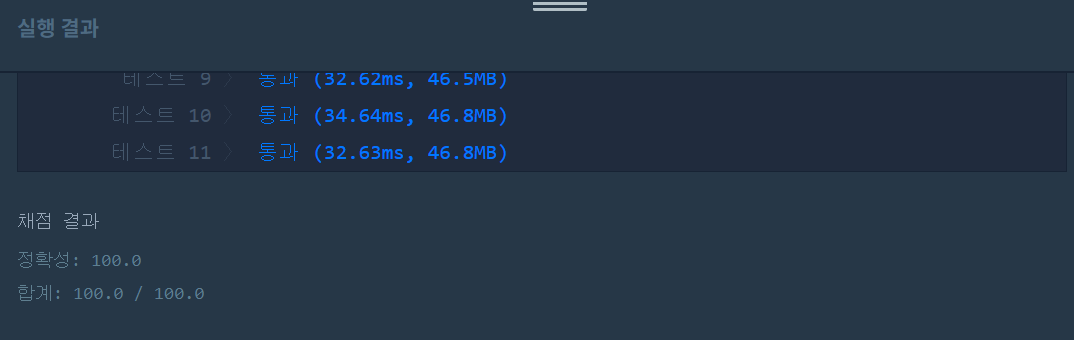 실행 결과
테스트 9 〉 통과 (32.62ms, 46.5MB)
테스트 10 〉 통과 (34.64ms, 46.8MB)
테스트 11 〉 통과 (32.63ms, 46.8MB)
채점 결과
정확성: 100.0
합계: 100.0 / 100.0